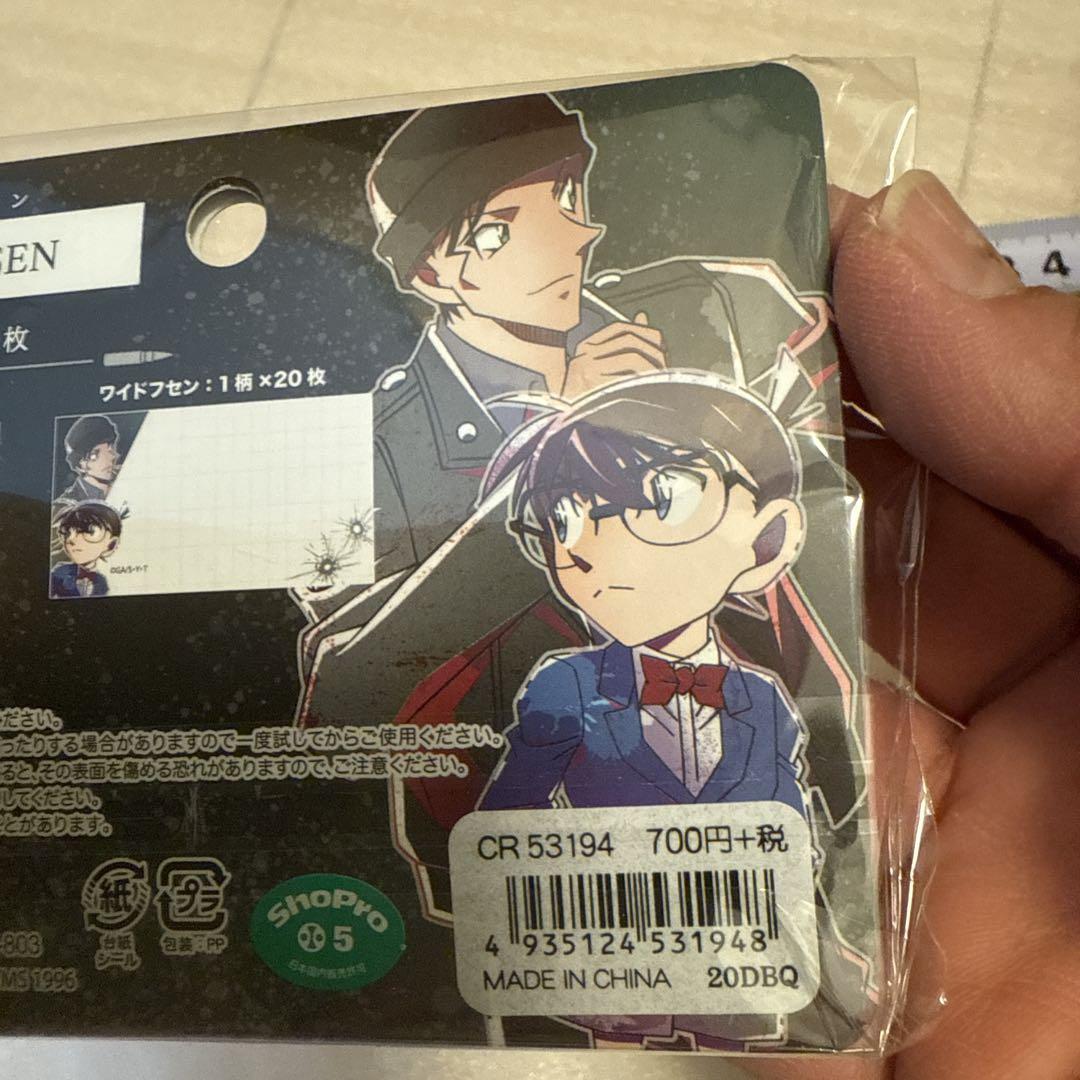 ン
SEN
枚
ワイドフセン：1柄×20枚
©GA/S・Y・T
ださい。
ったりする場合がありますので一度試してからご使用ください。
ると、その表面を傷める恐れがありますので、ご注意ください。
してください。
とがあります。
紙
台紙
シール
プラ
包装：PP
-803
TMS 1996
ShoPro
5
日本国内販売許可
CR 53194 700円+税
4 935124 531948
MADE IN CHINA 20DBQ
4